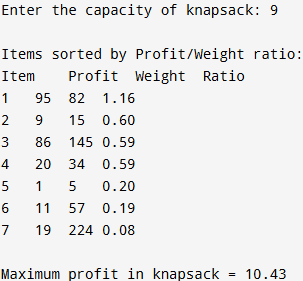 Enter the capacity of knapsack: 9
Items sorted by Profit/Weight ratio:
Item Profit Weight Ratio
1 95 82 1.16
2 9 15 0.60
3 86 145 0.59
4 20 34 0.59
5 1 5 0.20
6 11 57 0.19
7 19 224 0.08
Maximum profit in knapsack = 10.43